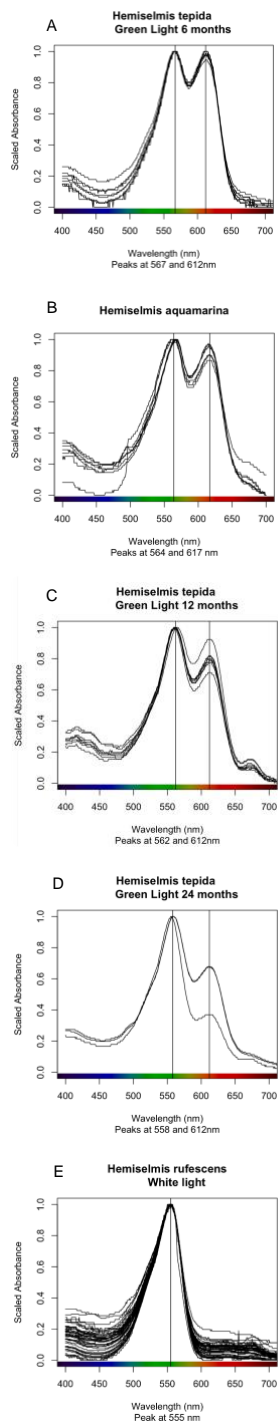 A
Hemiselmis tepida
Green Light 6 months
Scaled Absorbance
0.0 0.2 0.4 0.6 0.8 1.0
400 450 500 550 600 650 700
Wavelength (nm)
Peaks at 567 and 612nm
B
Hemiselmis aquamarina
Scaled Absorbance
0.0 0.2 0.4 0.6 0.8 1.0
400 450 500 550 600 650 700
Wavelength (nm)
Peaks at 564 and 617 nm
C
Hemiselmis tepida
Green Light 12 months
Scaled Absorbance
0.0 0.2 0.4 0.6 0.8 1.0
400 450 500 550 600 650 700
Wavelength (nm)
Peaks at 562 and 612nm
D
Hemiselmis tepida
Green Light 24 months
Scaled Absorbance
0.0 0.2 0.4 0.6 0.8 1.0
400 450 500 550 600 650 700
Wavelength (nm)
Peaks at 558 and 612nm
E
Hemiselmis rufescens
White light
Scaled Absorbance
0.0 0.2 0.4 0.6 0.8 1.0
400 450 500 550 600 650 700
Wavelength (nm)
Peak at 555 nm